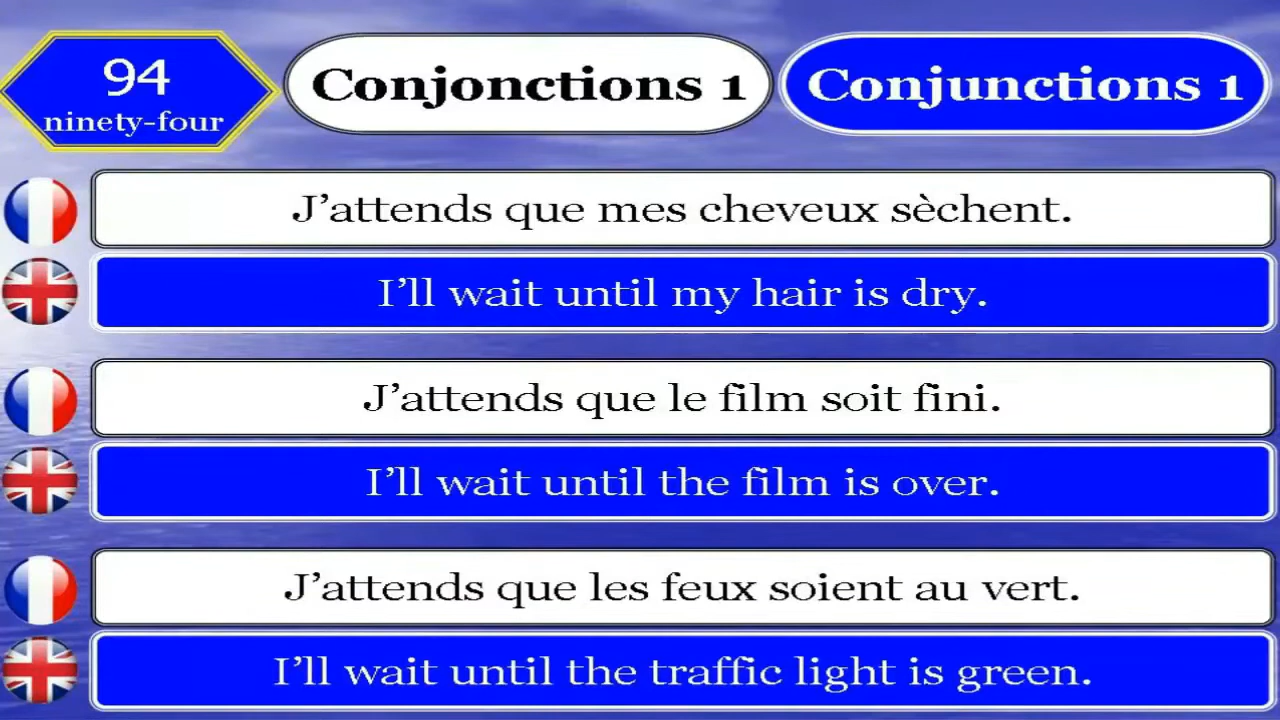 94
ninety-four
Conjonctions 1
Conjunctions 1
J’attends que mes cheveux sèchent.
I’ll wait until my hair is dry.
J’attends que le film soit fini.
I’ll wait until the film is over.
J’attends que les feux soient au vert.
I’ll wait until the traffic light is green.